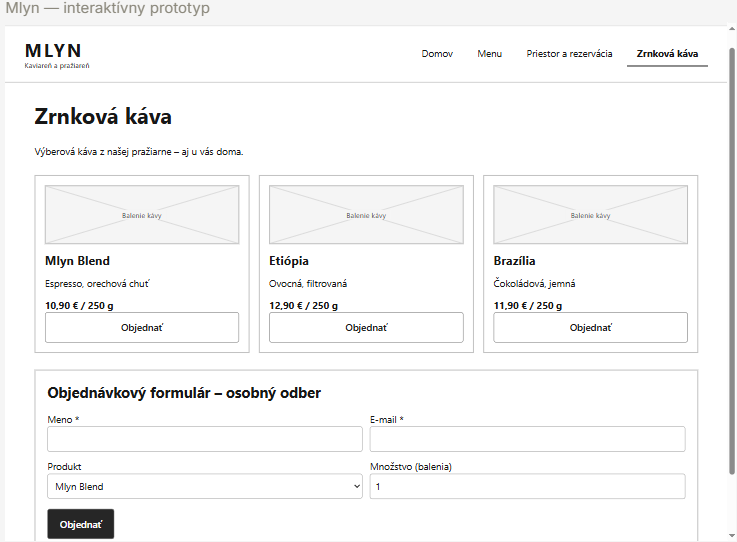 Mlyn — interaktívny prototyp
MLYN
Kaviareň a pražiareň
Domov Menu Priestor a rezervácia Zrnková káva
Zrnková káva
Výberová káva z našej pražiarne – aj u vás doma.
Balenie kávy Balenie kávy Balenie kávy
Mlyn Blend Etiópia Brazília
Espresso, orechová chuť Ovocná, filtrovaná Čokoládová, jemná
10,90 € / 250 g 12,90 € / 250 g 11,90 € / 250 g
Objednať Objednať Objednať
Objednávkový formulár – osobný odber
Meno * E-mail *
Produkt Množstvo (balenia)
Mlyn Blend 1
Objednať